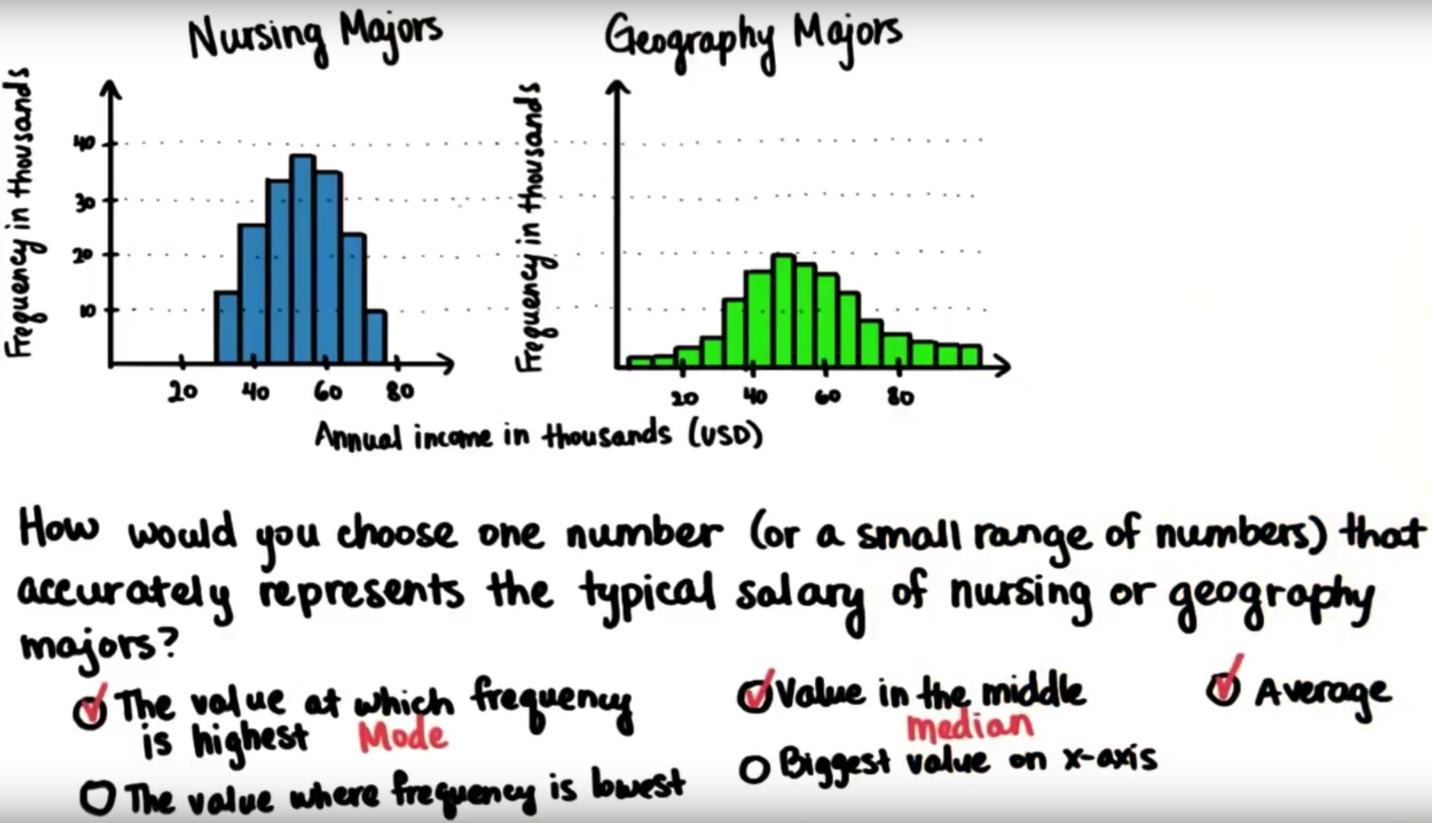 Nursing Majors
Frequency in thousands
40
30
20
10
20 40 60 80
Geography Majors
Frequency in thousands
20 40 60 80
Annual income in thousands (USD)
How would you choose one number (or a small range of numbers) that
accurately represents the typical salary of nursing or geography
majors?
The value at which frequency
is highest Mode
The value where frequency is lowest
Value in the middle
median
Biggest value on x-axis
Average